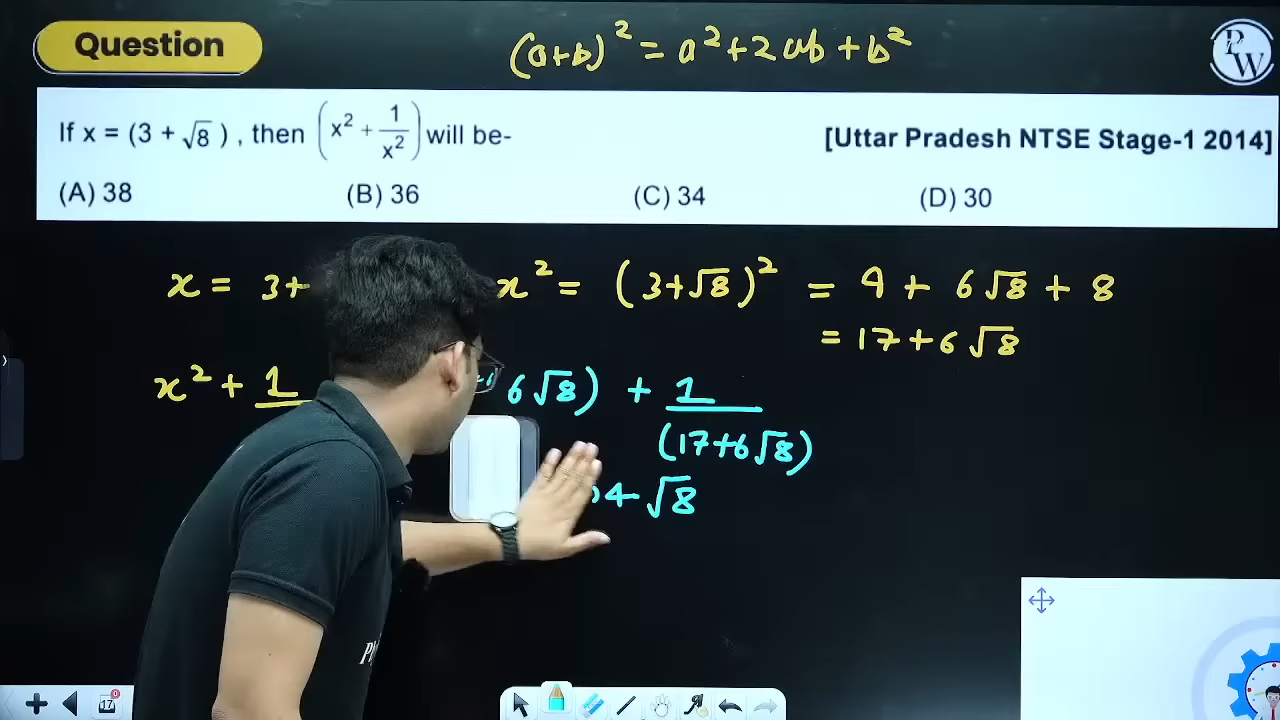 Question
(a+b)² = a² + 2ab + b²
PW
If x = (3 + √8), then (x² + 1/x²) will be-
[Uttar Pradesh NTSE Stage-1 2014]
(A) 38 (B) 36 (C) 34 (D) 30
x = 3+ x² = (3+√8)² = 9 + 6√8 + 8
= 17 + 6√8
x² + 1 6√8) + 1/(17+6√8)
√8
17